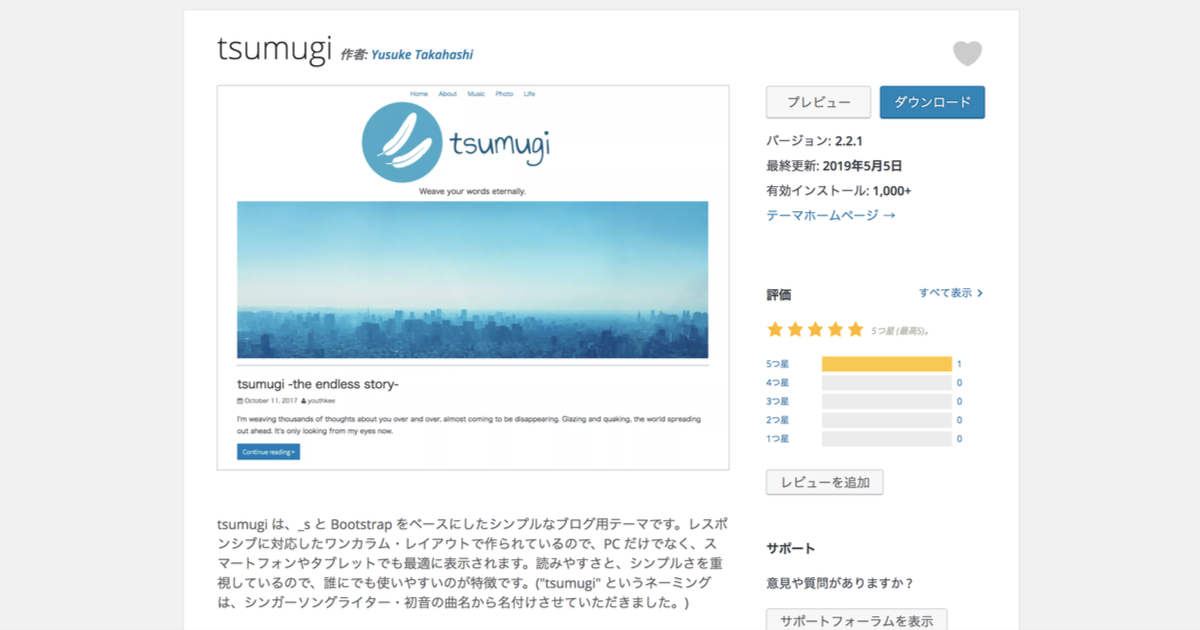 tsumugi 作者: Yusuke Takahashi
Home About Music Photo Life
tsumugi
Weave your words eternally.
tsumugi -the endless story-
October 11, 2017 youthkee
I'm weaving thousands of thoughts about you over and over, almost coming to be disappearing. Glazing and quaking, the world spreading
out ahead. It's only looking from my eyes now.
Continue reading »
tsumugi は、_s と Bootstrap をベースにしたシンプルなブログ用テーマです。レスポ
ンシブに対応したワンカラム・レイアウトで作られているので、PC だけでなく、ス
マートフォンやタブレットでも最適に表示されます。読みやすさと、シンプルさを重
視しているので、誰にでも使いやすいのが特徴です。("tsumugi" というネーミング
は、シンガーソングライター・初音の曲名から名付けさせていただきました。)
プレビュー ダウンロード
バージョン: 2.2.1
最終更新: 2019年5月5日
有効インストール: 1,000+
テーマホームページ →
評価 すべて表示 >
5つ星 (最高5)。
5つ星 1
4つ星 0
3つ星 0
2つ星 0
1つ星 0
レビューを追加
サポート
意見や質問がありますか ?
サポートフォーラムを表示